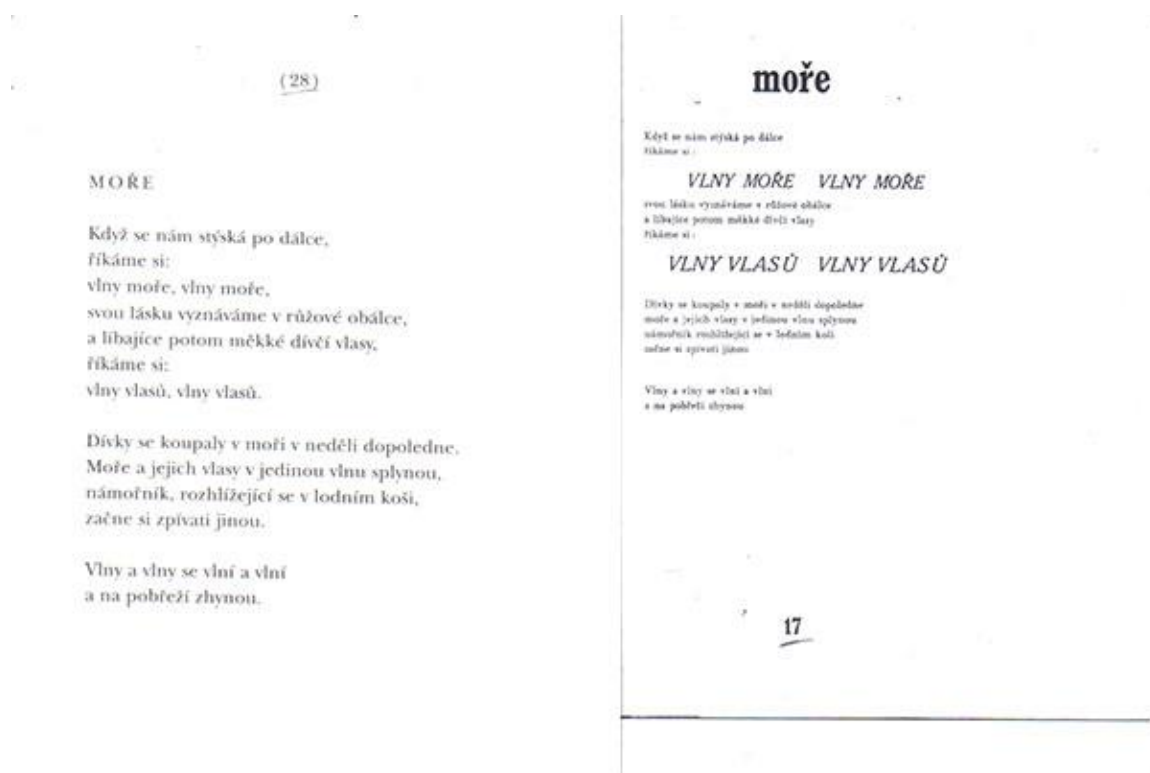 (28)
MOŘE
Když se nám stýská po dálce,
říkáme si:
vlny moře, vlny moře,
svou lásku vyznáváme v růžové obálce,
a líbajíce potom měkké dívčí vlasy,
říkáme si:
vlny vlasů, vlny vlasů.
Dívky se koupaly v moři v neděli dopoledne.
Moře a jejich vlasy v jedinou vlnu splynou,
námořník, rozhlížející se v lodním koši,
začne si zpívati jinou.
Vlny a vlny se vlní a vlní
a na pobřeží zhynou.
moře
Když se nám stýská po dálce
říkáme si :
VLNY MOŘE VLNY MOŘE
svou lásku vyznáváme v růžové obálce
a líbajíce potom měkké dívčí vlasy
říkáme si :
VLNY VLASŮ VLNY VLASŮ
Dívky se koupaly v moři v neděli dopoledne
moře a jejich vlasy v jedinou vlnu splynou
námořník rozhlížející se v lodním koši
začne si zpívati jinou
Vlny a vlny se vlní a vlní
a na pobřeží zhynou
17